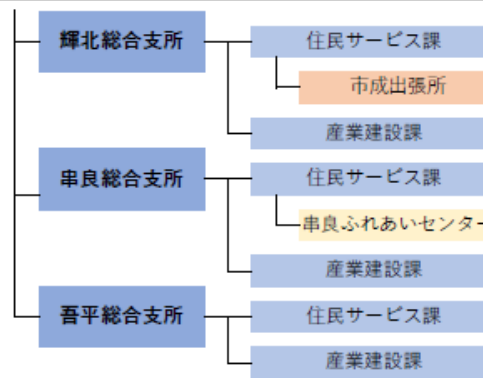 輝北総合支所
住民サービス課
市成出張所
産業建設課
串良総合支所
住民サービス課
串良ふれあいセンター
産業建設課
吾平総合支所
住民サービス課
産業建設課